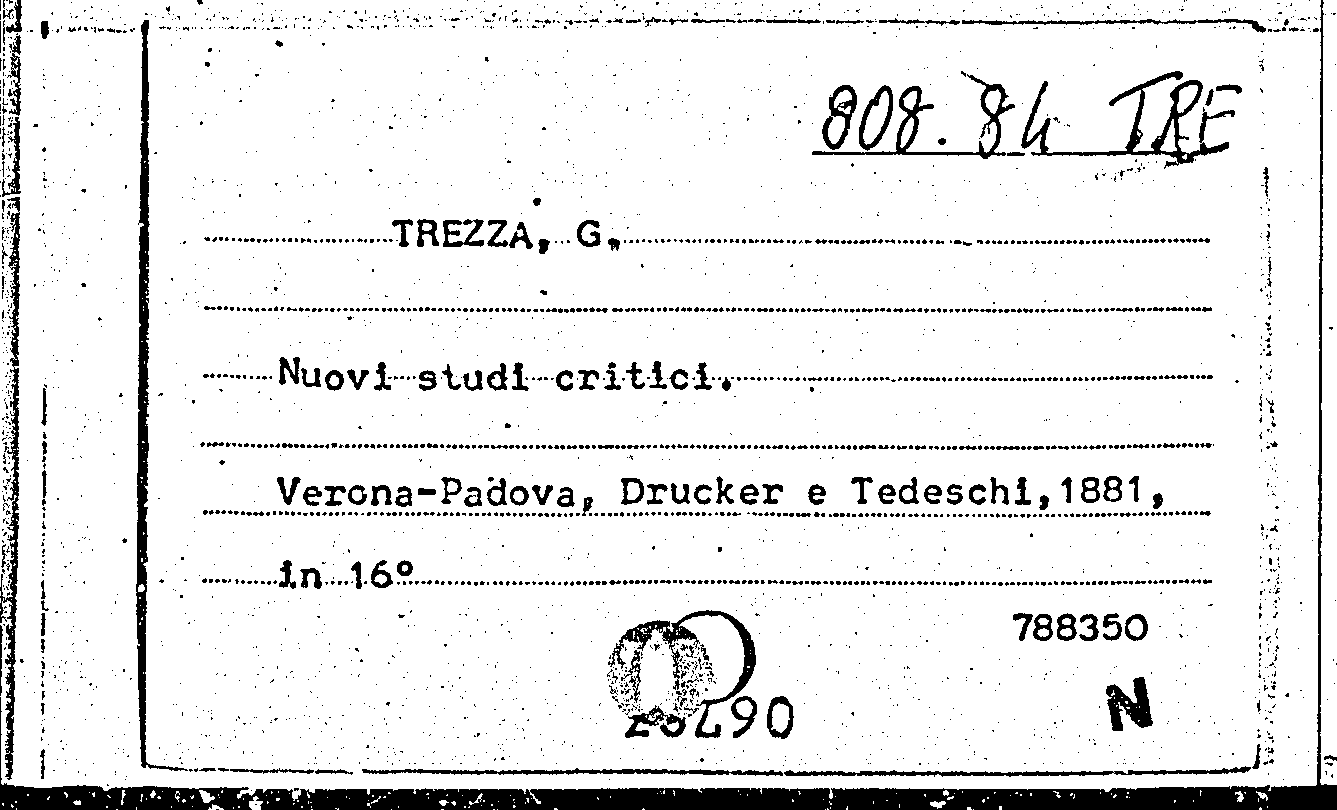 808.84 TRE
TREZZA, G.
Nuovi studi critici.
Verona-Padova, Drucker e Tedeschi, 1881,
in 16°
788350
N